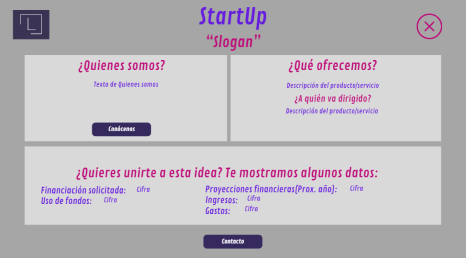 StartUp
“Slogan”
¿Quienes somos?
Texto de Quienes somos
Conócenos
¿Qué ofrecemos?
Descripción del producto/servicio
¿A quién va dirigido?
Descripción del producto/servicio
¿Quieres unirte a esta idea? Te mostramos algunos datos:
Financiación solicitada: Cifra
Uso de fondos: Cifra
Proyecciones financieras(Prox. año): Cifra
Ingresos: Cifra
Gastos: Cifra
Contacto